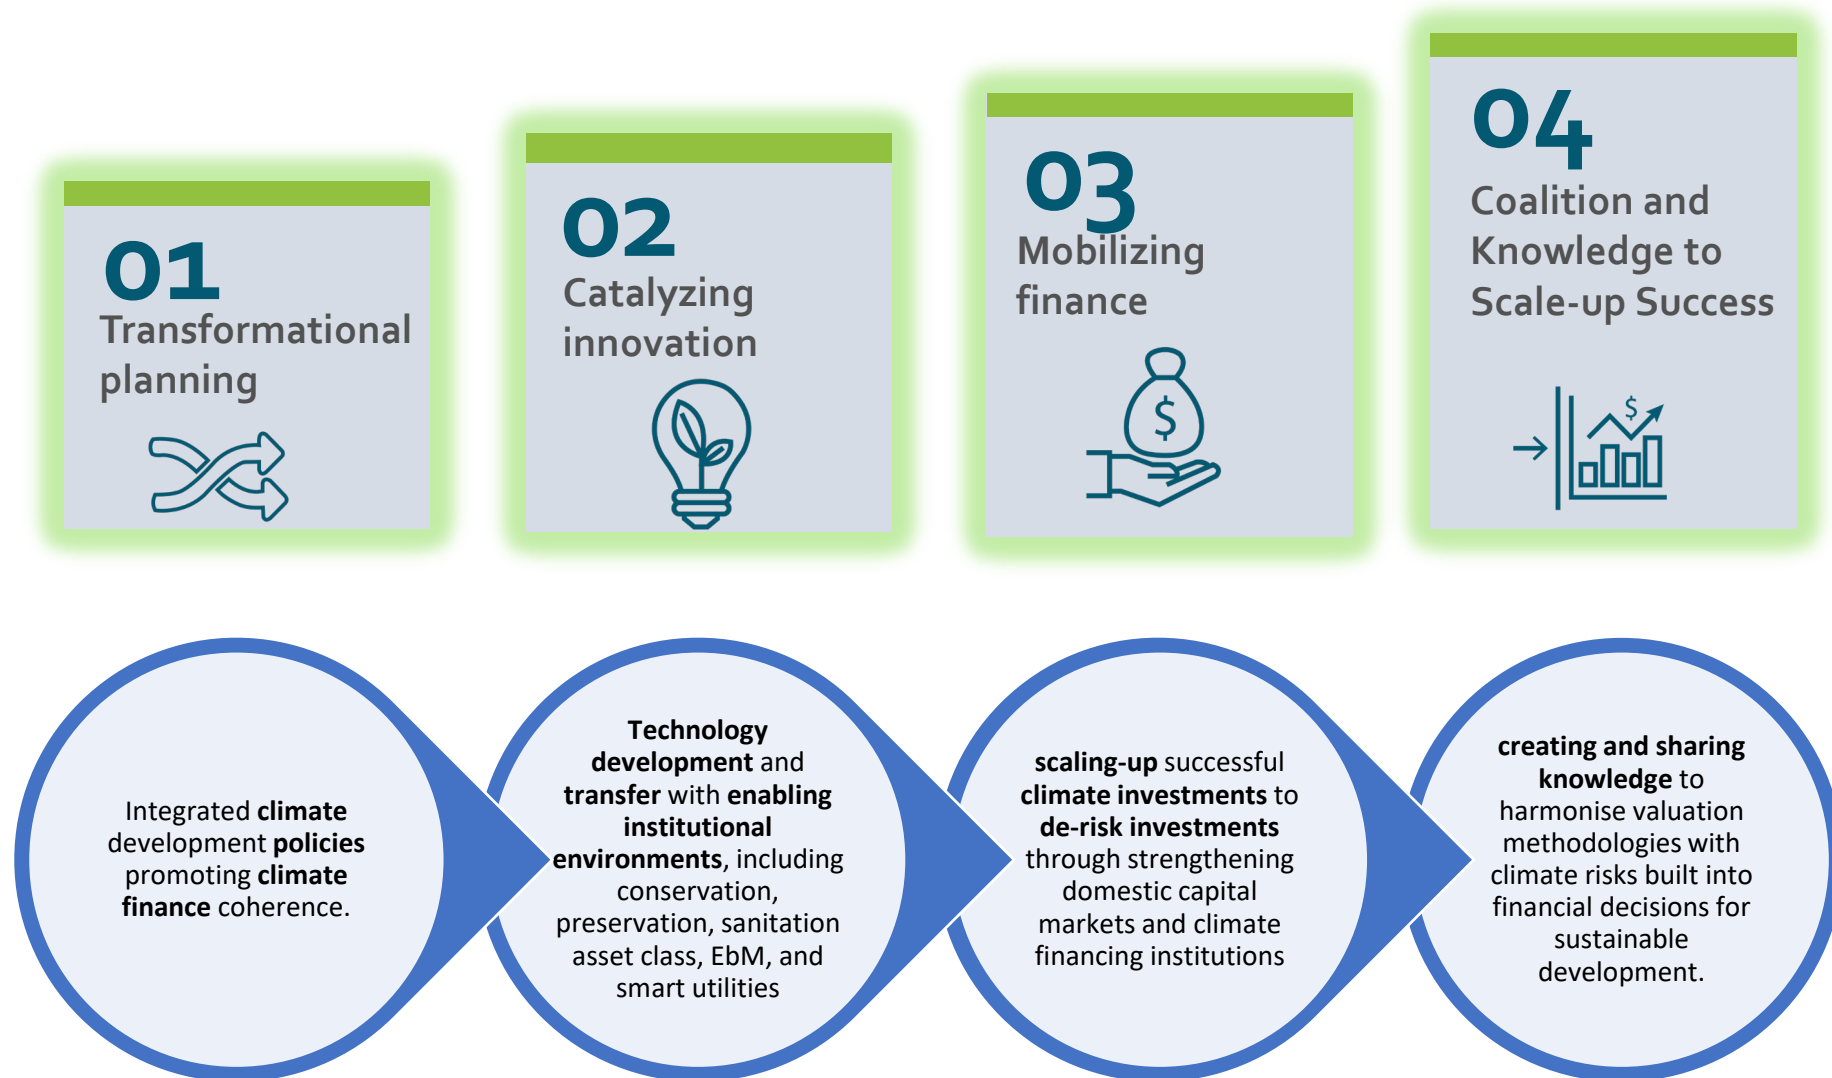 01
Transformational
planning
02
Catalyzing
innovation
03
Mobilizing
finance
$
04
Coalition and
Knowledge to
Scale-up Success
$
Integrated climate
development policies
promoting climate
finance coherence.
Technology
development and
transfer with enabling
institutional
environments, including
conservation,
preservation, sanitation
asset class, EbM, and
smart utilities
scaling-up successful
climate investments to
de-risk investments
through strengthening
domestic capital
markets and climate
financing institutions
creating and sharing
knowledge to
harmonise valuation
methodologies with
climate risks built into
financial decisions for
sustainable
development.